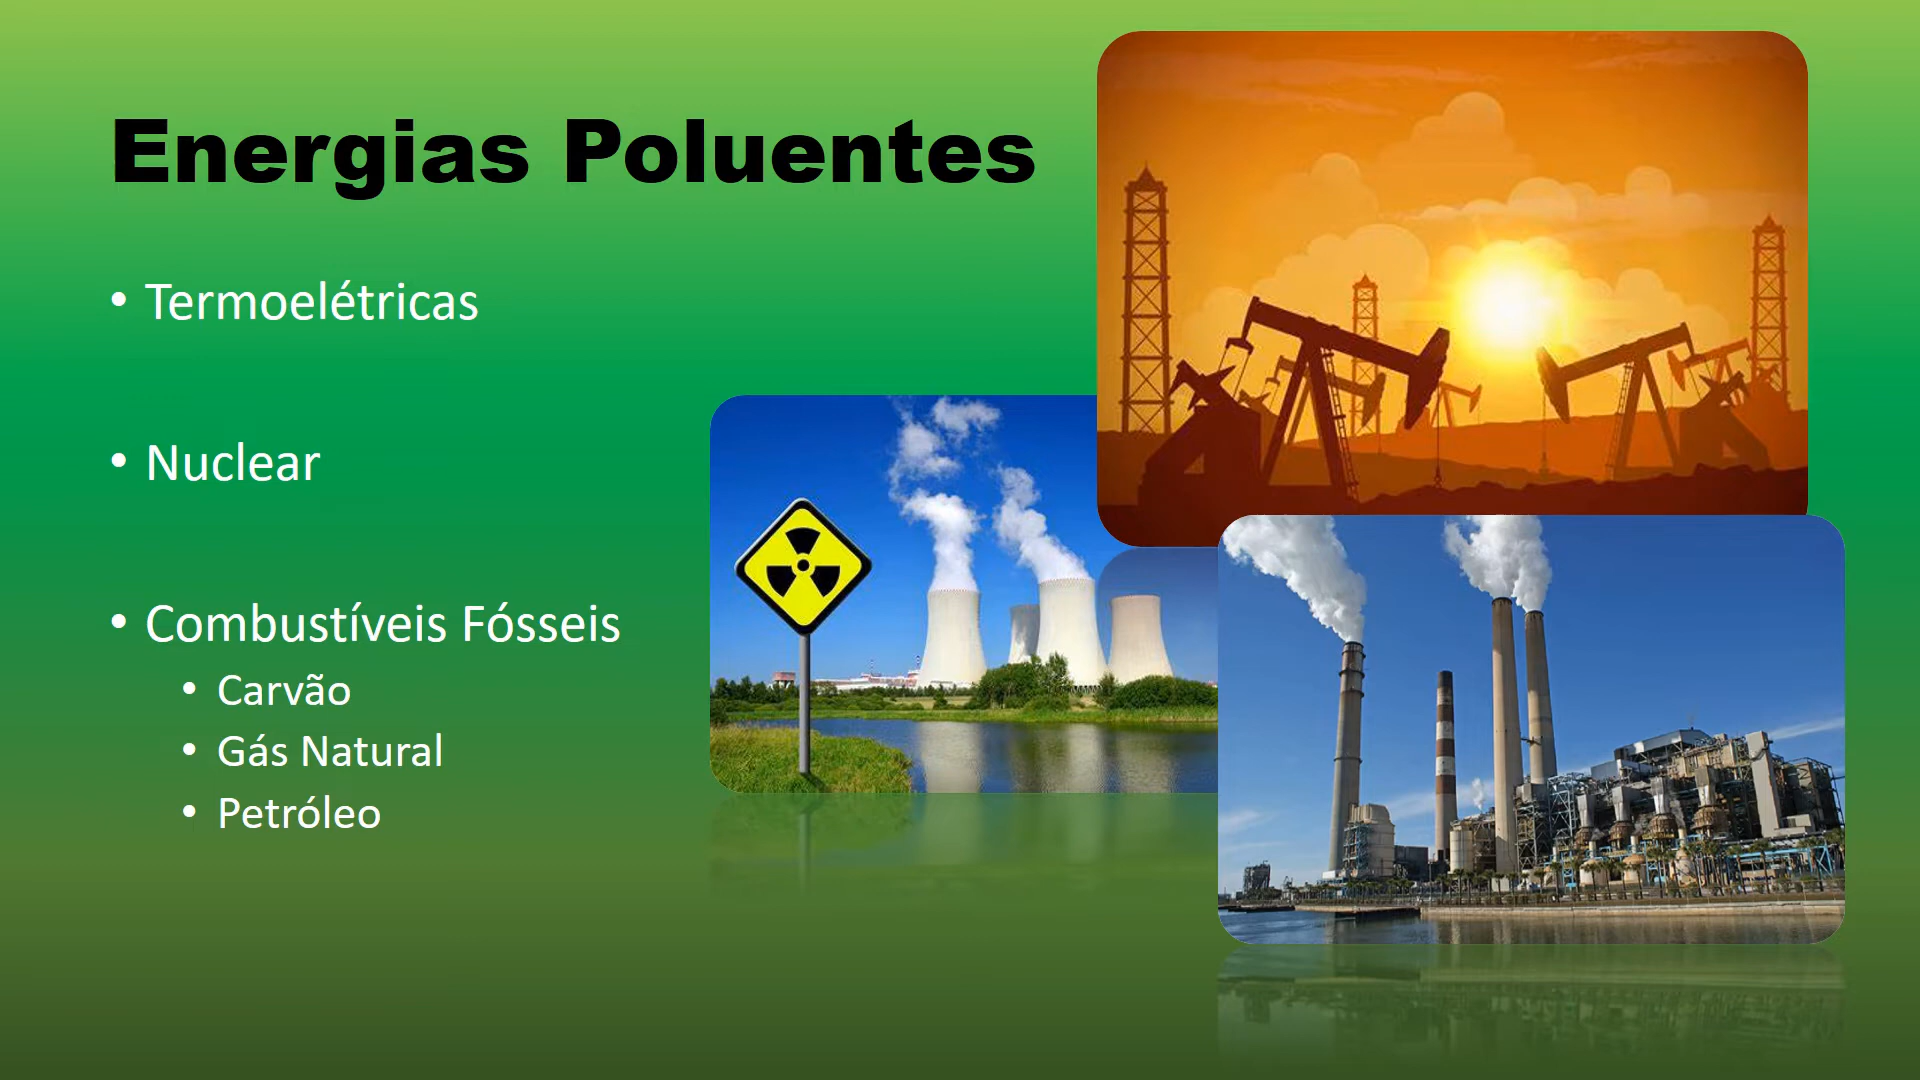 Energias Poluentes
• Termoelétricas
• Nuclear
• Combustíveis Fósseis
• Carvão
• Gás Natural
• Petróleo